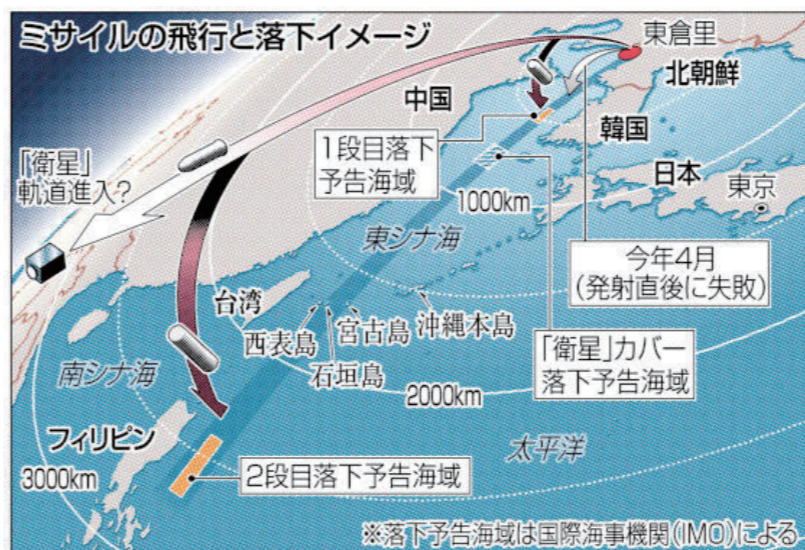 ミサイルの飛行と落下イメージ
東倉里
北朝鮮
中国
韓国
1段目落下
予告海域
「衛星」
軌道進入?
日本
東京
1000km
東シナ海
今年4月
(発射直後に失敗)
台湾
西表島
宮古島
沖縄本島
石垣島
「衛星」カバー
落下予告海域
南シナ海
2000km
フィリピン
太平洋
3000km
2段目落下予告海域
※落下予告海域は国際海事機関(IMO)による